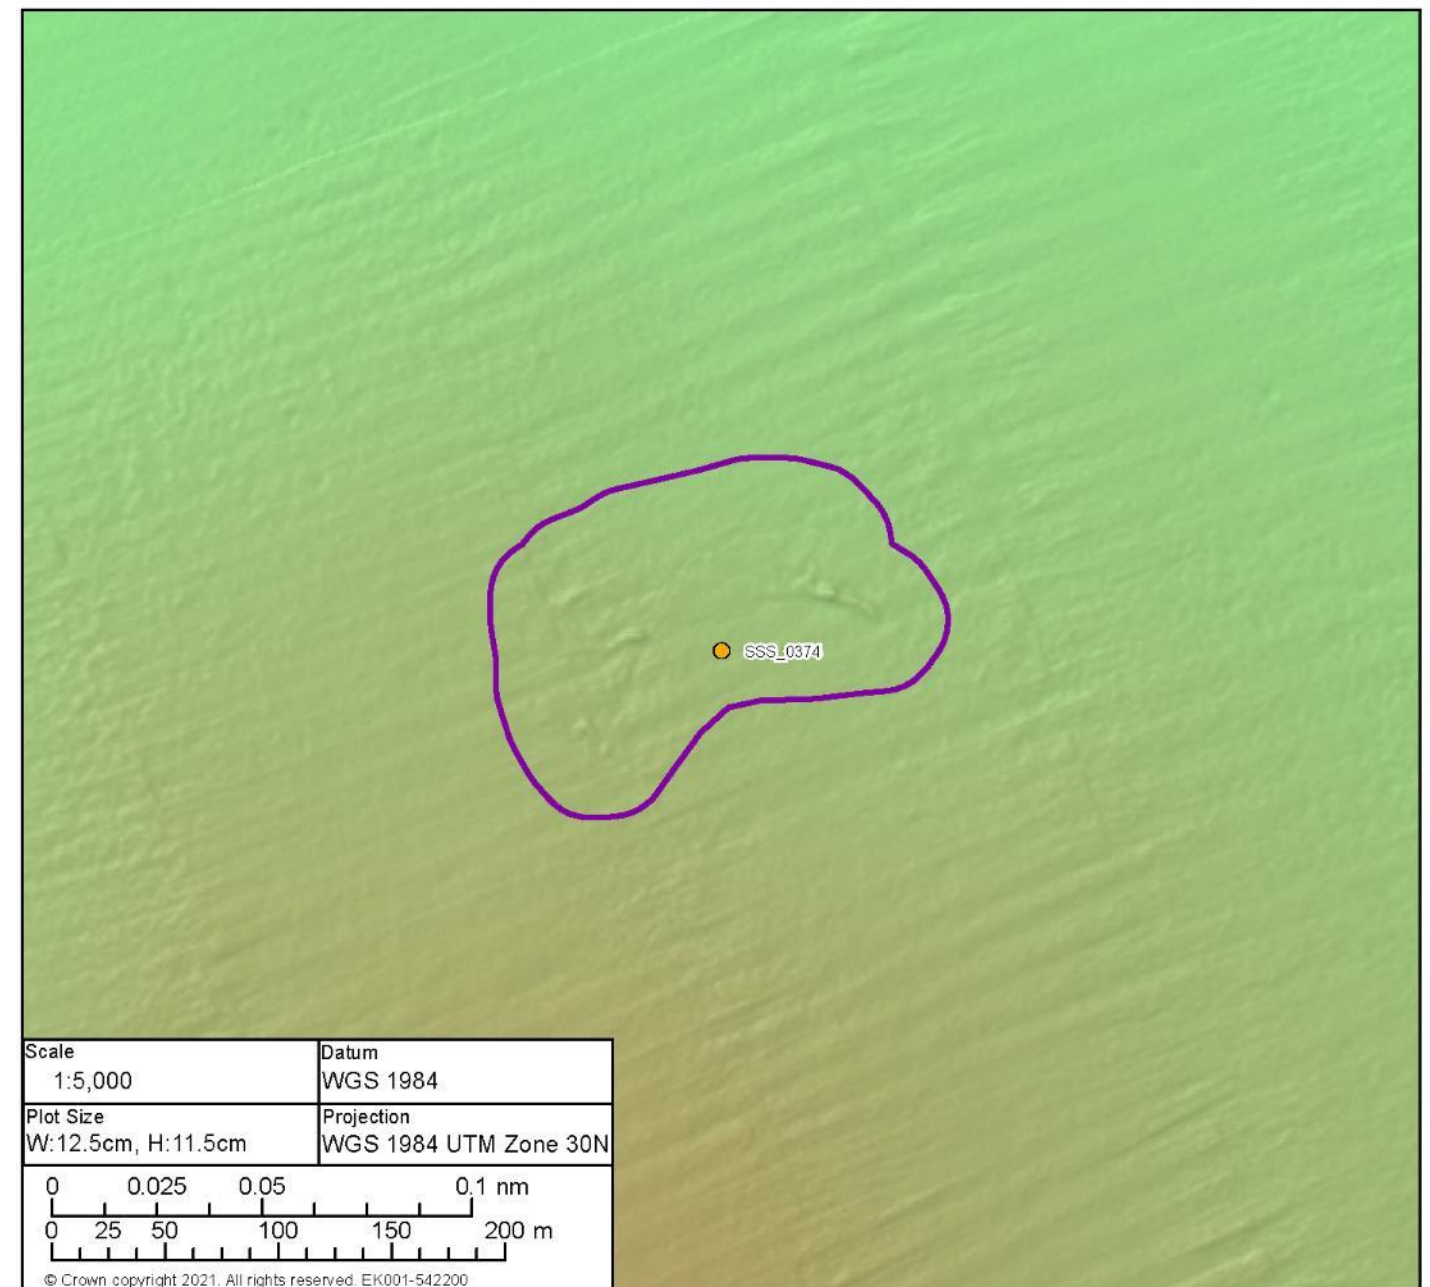 SSS_0374
Scale
1:5,000
Datum
WGS 1984
Plot Size
W:12.5cm, H:11.5cm
Projection
WGS 1984 UTM Zone 30N
0 0.025 0.05 0.1 nm
0 25 50 100 150 200 m
© Crown copyright 2021. All rights reserved. EK001-542200